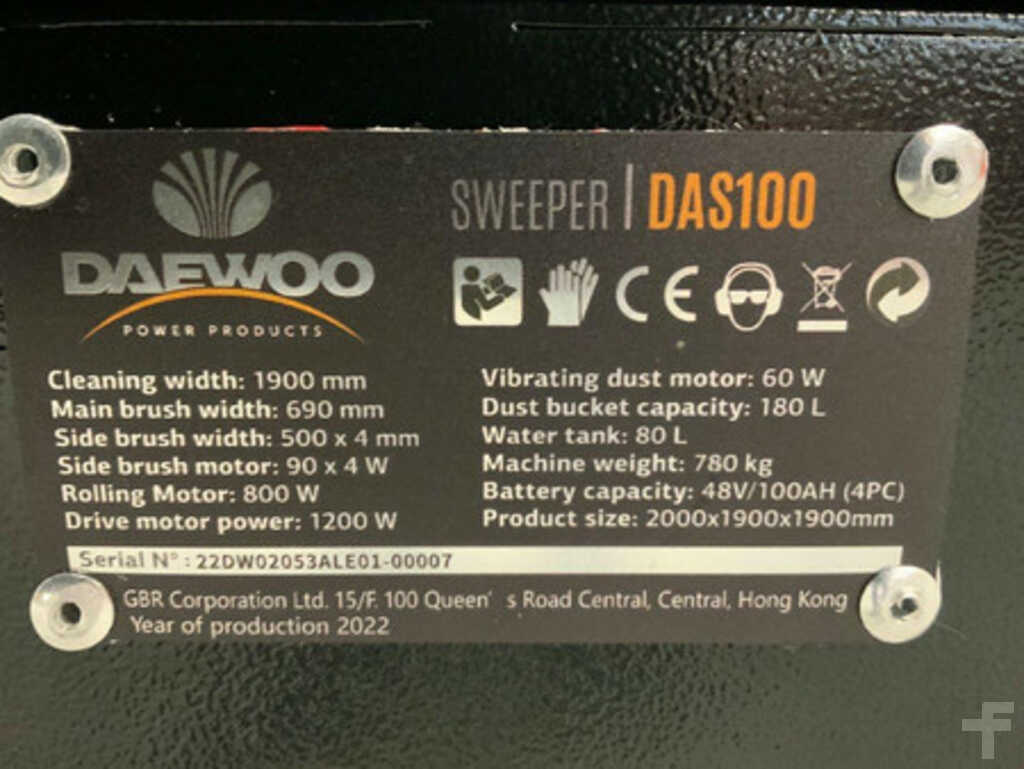 DAEWOO
POWER PRODUCTS
SWEEPER | DAS100
CE
Cleaning width: 1900 mm
Main brush width: 690 mm
Side brush width: 500 x 4 mm
Side brush motor: 90 x 4 W
Rolling Motor: 800 W
Drive motor power: 1200 W
Vibrating dust motor: 60 W
Dust bucket capacity: 180 L
Water tank: 80 L
Machine weight: 780 kg
Battery capacity: 48V/100AH (4PC)
Product size: 2000x1900x1900mm
Serial N° : 22DW02053ALE01-00007
GBR Corporation Ltd. 15/F. 100 Queen's Road Central, Central, Hong Kong
Year of production 2022